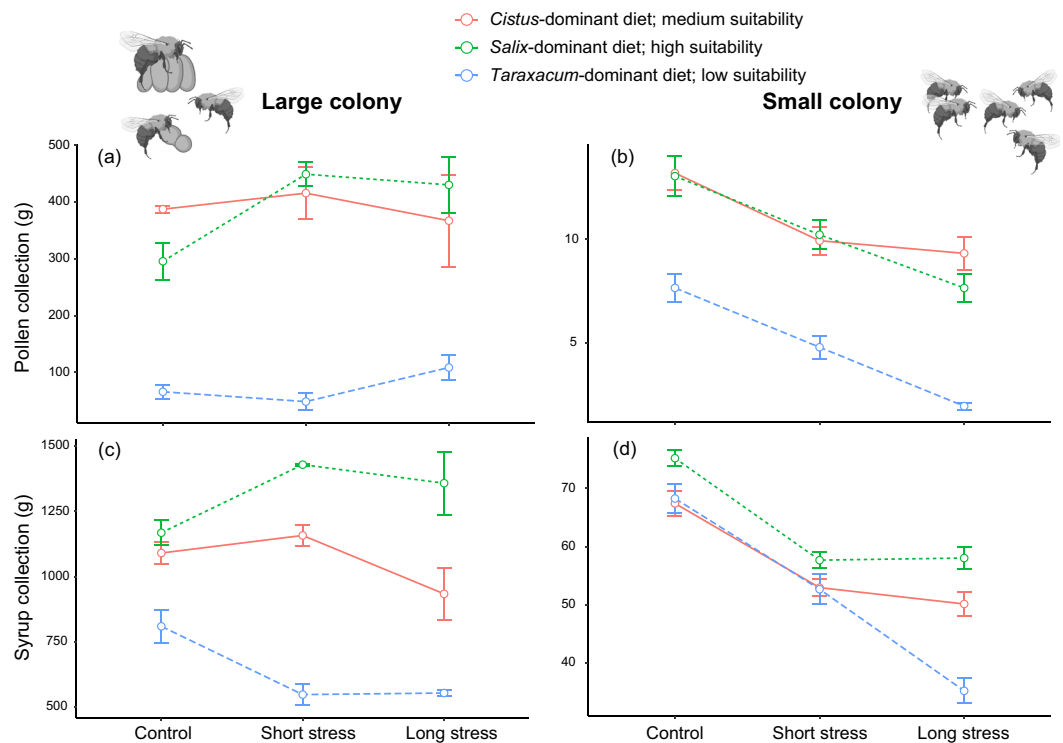 Cistus-dominant diet; medium suitability
Salix-dominant diet; high suitability
Taraxacum-dominant diet; low suitability
Large colony
Small colony
(a)
Pollen collection (g)
500
400
300
200
100
(b)
10
5
(c)
Syrup collection (g)
1500
1250
1000
750
500
(d)
70
60
50
40
Control Short stress Long stress
Control Short stress Long stress